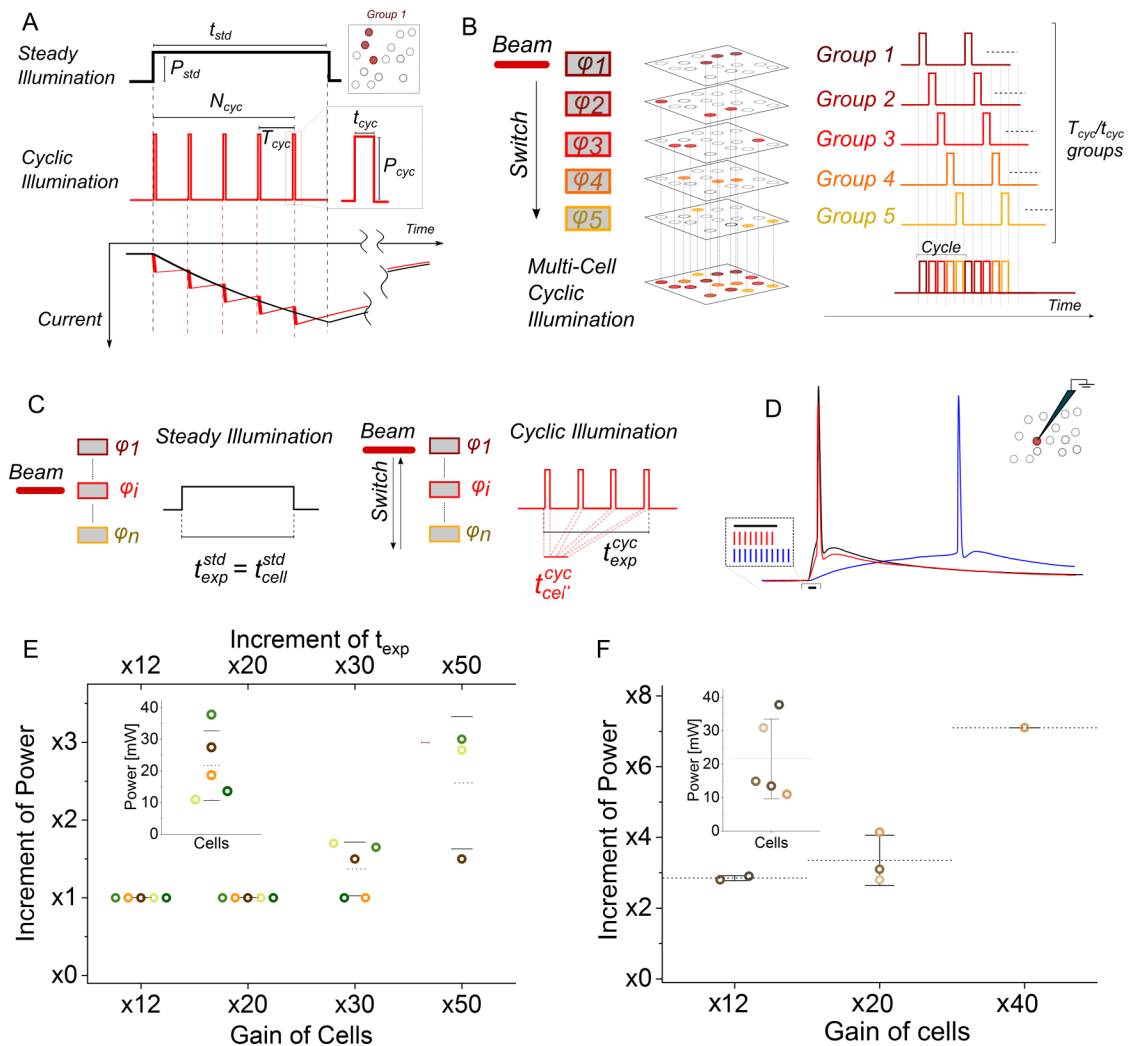 A
Steady
Illumination
t_std
P_std
Group 1
N_cyc
T_cyc
t_cyc
P_cyc
Cyclic
Illumination
Time
Current
B
Beam
φ1
φ2
φ3
φ4
φ5
Switch
Multi-Cell
Cyclic
Illumination
Group 1
Group 2
Group 3
Group 4
Group 5
T_cyc/t_cyc
groups
Cycle
Time
C
Steady Illumination
Beam
φ1
φi
φn
t_exp^std = t_cell^std
Beam
Switch
φ1
φi
φn
Cyclic Illumination
t_exp^cyc
t_cel''^cyc
D
E
Increment of t_exp
x12 x20 x30 x50
Increment of Power
x3
x2
x1
x0
Power [mW]
40
30
20
10
0
Cells
x12 x20 x30 x50
Gain of Cells
F
Increment of Power
x8
x6
x4
x2
x0
Power [mW]
40
30
20
10
0
Cells
x12 x20 x40
Gain of cells